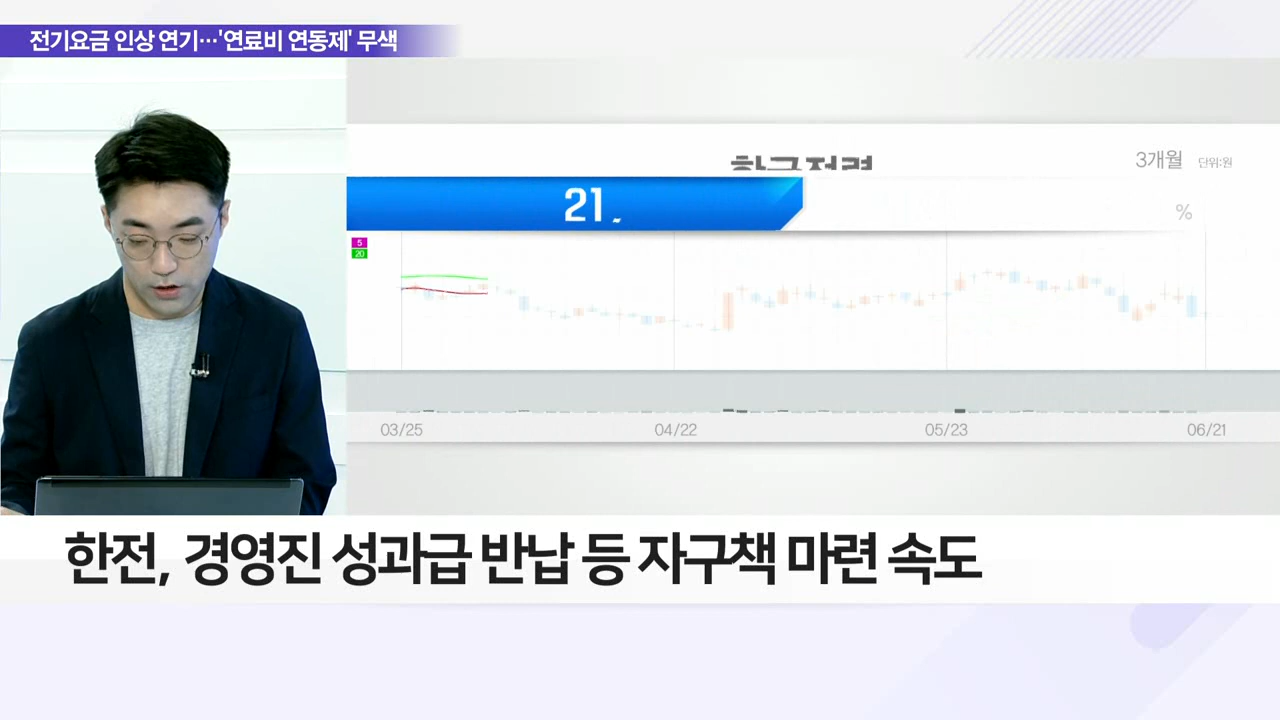 전기요금 인상 연기…'연료비 연동제' 무색
3개월 단위:원
21.
%
5
20
03/25 04/22 05/23 06/21
한전, 경영진 성과급 반납 등 자구책 마련 속도